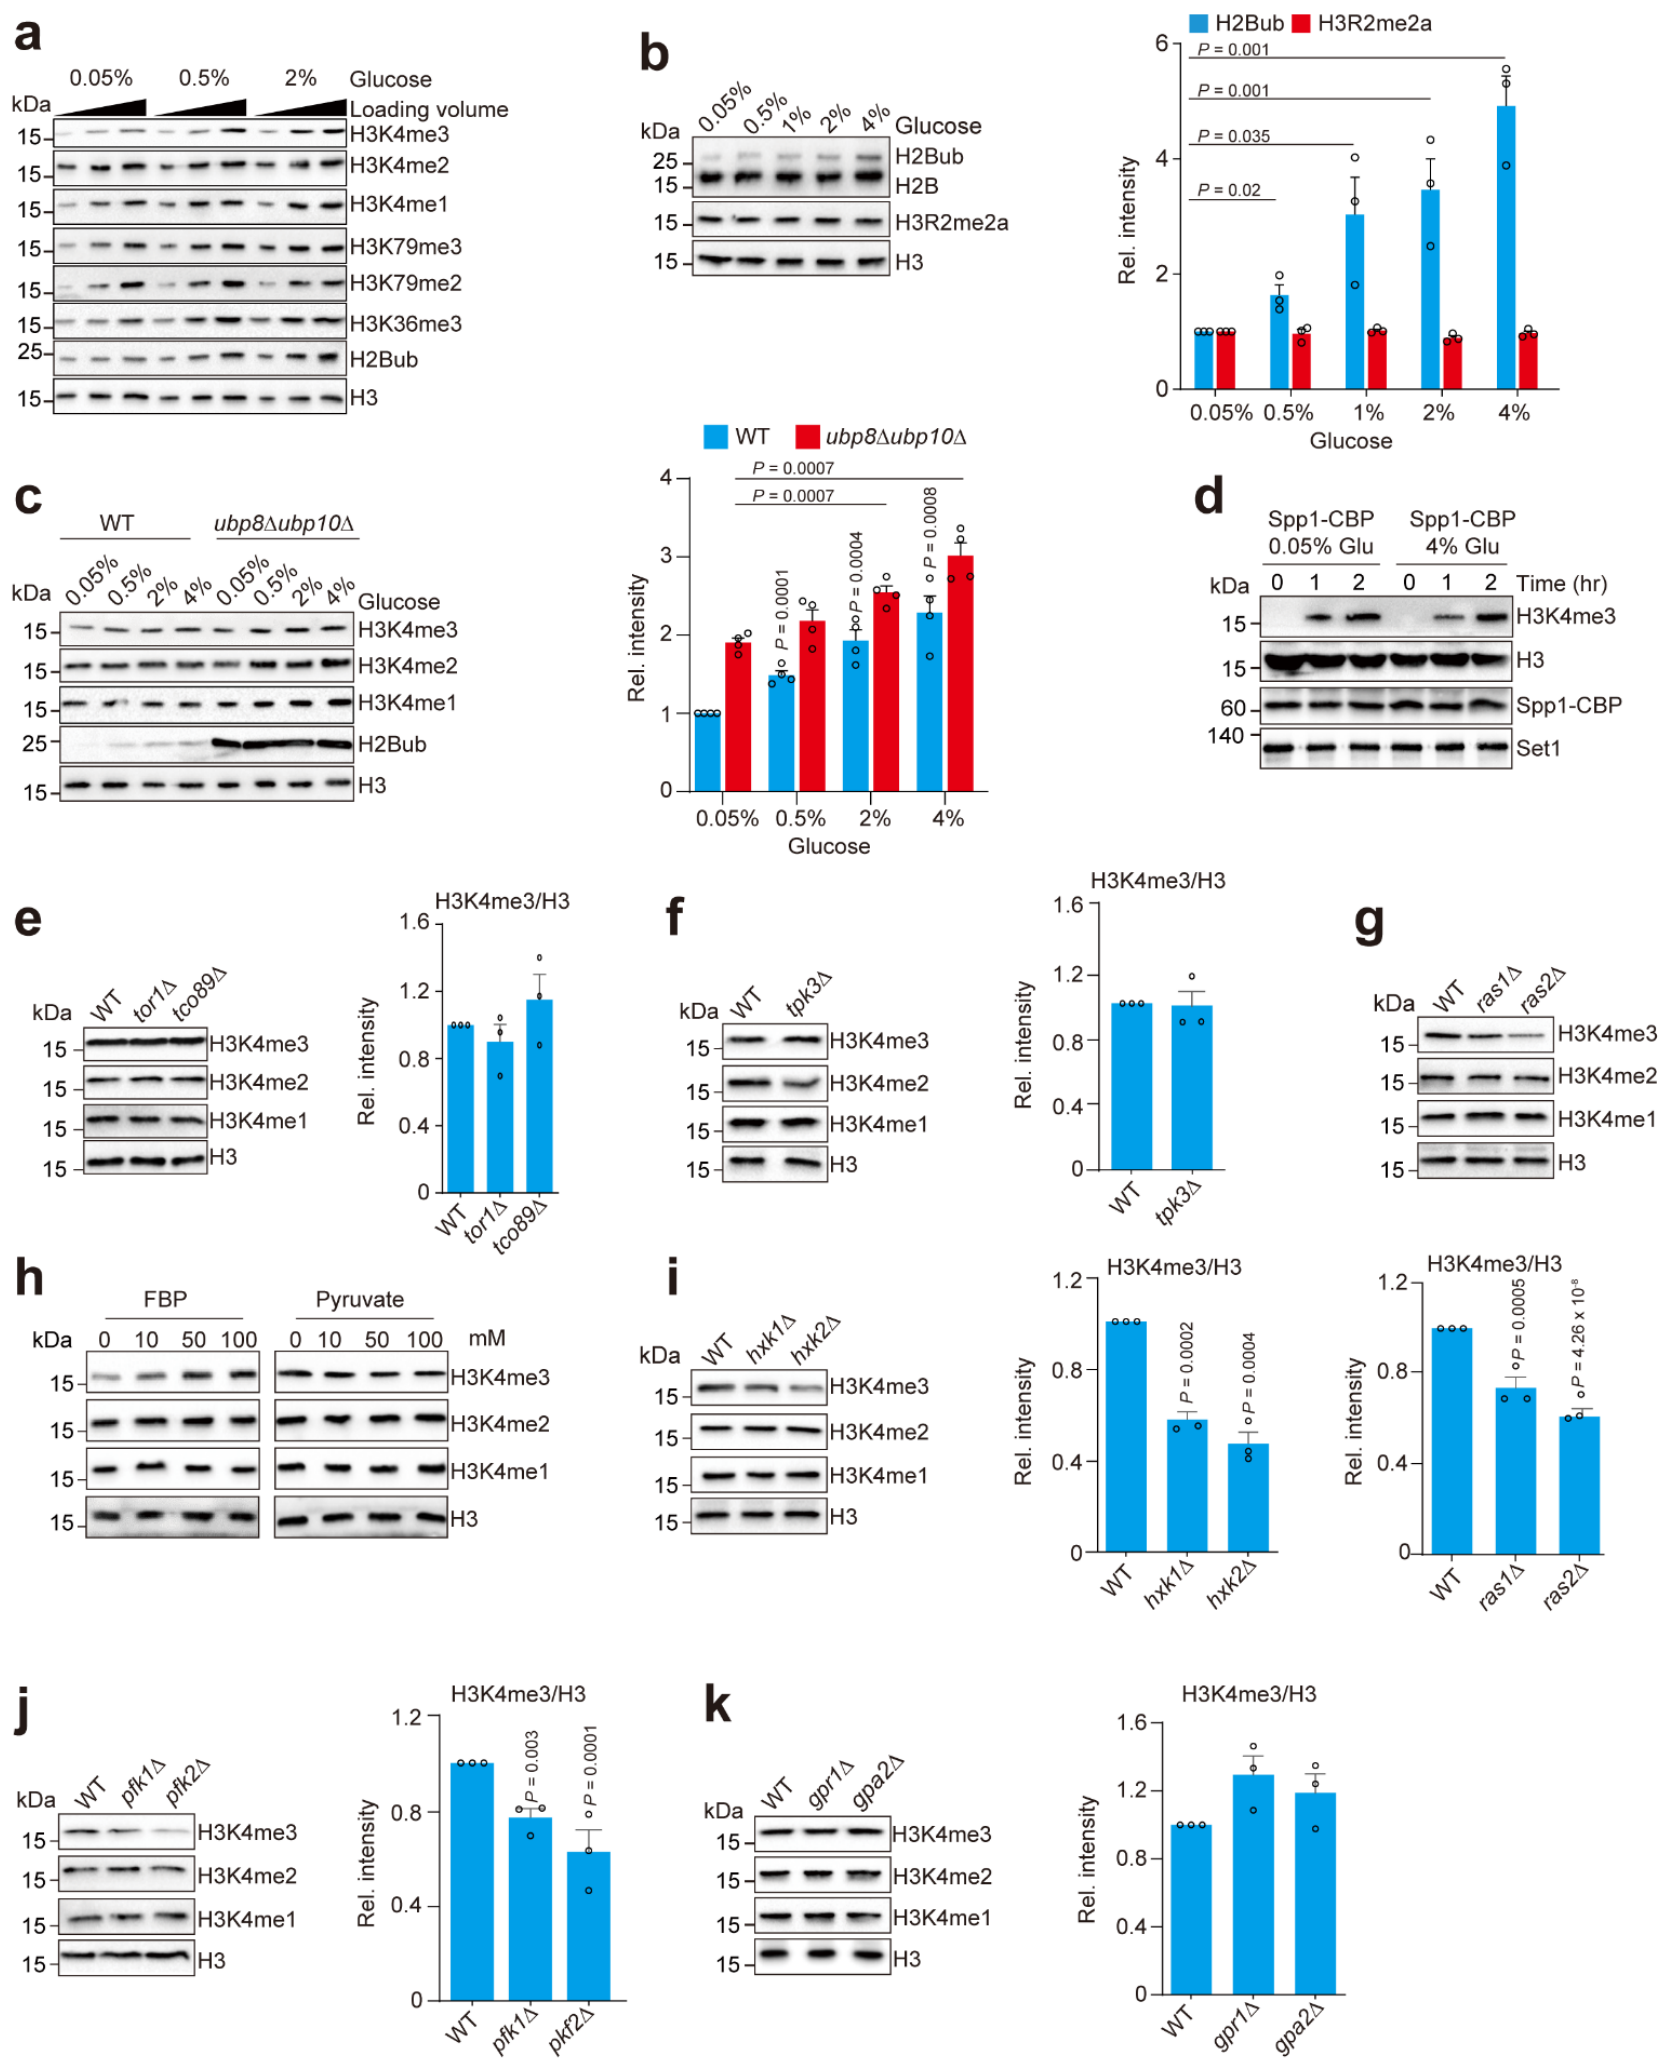 a
0.05% 0.5% 2% Glucose
kDa Loading volume
15 H3K4me3
15 H3K4me2
15 H3K4me1
15 H3K79me3
15 H3K79me2
15 H3K36me3
25 H2Bub
15 H3
b
0.05% 0.5% 1% 2% 4% Glucose
kDa
25 H2Bub
15 H2B
15 H3R2me2a
15 H3
H2Bub H3R2me2a
P = 0.001
P = 0.001
P = 0.035
P = 0.02
Rel. intensity
6
4
2
0
0.05% 0.5% 1% 2% 4%
Glucose
c
WT ubp8Δubp10Δ
0.05% 0.5% 2% 4% 0.05% 0.5% 2% 4% Glucose
kDa
15 H3K4me3
15 H3K4me2
15 H3K4me1
25 H2Bub
15 H3
WT ubp8Δubp10Δ
P = 0.0007
P = 0.0007
P = 0.0001
P = 0.0004
P = 0.0008
Rel. intensity
4
3
2
1
0
0.05% 0.5% 2% 4%
Glucose
d
Spp1-CBP Spp1-CBP
0.05% Glu 4% Glu
kDa 0 1 2 0 1 2 Time (hr)
15 H3K4me3
15 H3
60 Spp1-CBP
140 Set1
e
WT tor1Δ tco89Δ
kDa
15 H3K4me3
15 H3K4me2
15 H3K4me1
15 H3
H3K4me3/H3
Rel. intensity
1.6
1.2
0.8
0.4
0
WT tor1Δ tco89Δ
f
WT tpk3Δ
kDa
15 H3K4me3
15 H3K4me2
15 H3K4me1
15 H3
H3K4me3/H3
Rel. intensity
1.6
1.2
0.8
0.4
0
WT tpk3Δ
g
WT ras1Δ ras2Δ
kDa
15 H3K4me3
15 H3K4me2
15 H3K4me1
15 H3
H3K4me3/H3
P = 0.0005
P = 4.26 x 10-8
Rel. intensity
1.2
0.8
0.4
0
WT ras1Δ ras2Δ
h
FBP Pyruvate
kDa 0 10 50 100 0 10 50 100 mM
15 H3K4me3
15 H3K4me2
15 H3K4me1
15 H3
i
WT hxk1Δ hxk2Δ
kDa
15 H3K4me3
15 H3K4me2
15 H3K4me1
15 H3
H3K4me3/H3
P = 0.0002
P = 0.0004
Rel. intensity
1.2
0.8
0.4
0
WT hxk1Δ hxk2Δ
j
WT pfk1Δ pfk2Δ
kDa
15 H3K4me3
15 H3K4me2
15 H3K4me1
15 H3
H3K4me3/H3
P = 0.003
P = 0.0001
Rel. intensity
1.2
0.8
0.4
0
WT pfk1Δ pkf2Δ
k
WT gpr1Δ gpa2Δ
kDa
15 H3K4me3
15 H3K4me2
15 H3K4me1
15 H3
H3K4me3/H3
Rel. intensity
1.6
1.2
0.8
0.4
0
WT gpr1Δ gpa2Δ